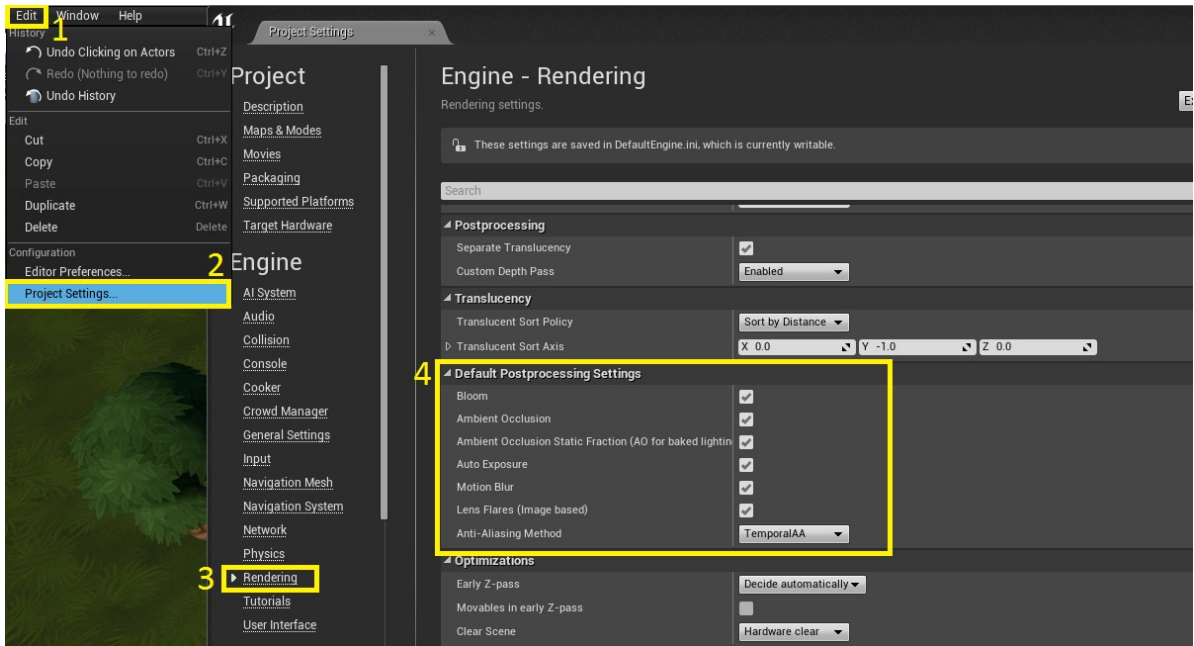 Edit Window Help
1
History
Undo Clicking on Actors Ctrl+Z
Redo (Nothing to redo) Ctrl+Y
Undo History
Edit
Cut Ctrl+X
Copy Ctrl+C
Paste Ctrl+V
Duplicate Ctrl+W
Delete Delete
Configuration
Editor Preferences...
2
Project Settings...
Project Settings
Project
Description
Maps & Modes
Movies
Packaging
Supported Platforms
Target Hardware
Engine
AI System
Audio
Collision
Console
Cooker
Crowd Manager
General Settings
Input
Navigation Mesh
Navigation System
Network
Physics
3
Rendering
Tutorials
User Interface
Engine - Rendering
Rendering settings.
These settings are saved in DefaultEngine.ini, which is currently writable.
Search
Postprocessing
Separate Translucency
Custom Depth Pass Enabled
Translucency
Translucent Sort Policy Sort by Distance
Translucent Sort Axis X 0.0 Y -1.0 Z 0.0
4
Default Postprocessing Settings
Bloom
Ambient Occlusion
Ambient Occlusion Static Fraction (AO for baked lightin
Auto Exposure
Motion Blur
Lens Flares (Image based)
Anti-Aliasing Method TemporalAA
Optimizations
Early Z-pass Decide automatically
Movables in early Z-pass
Clear Scene Hardware clear